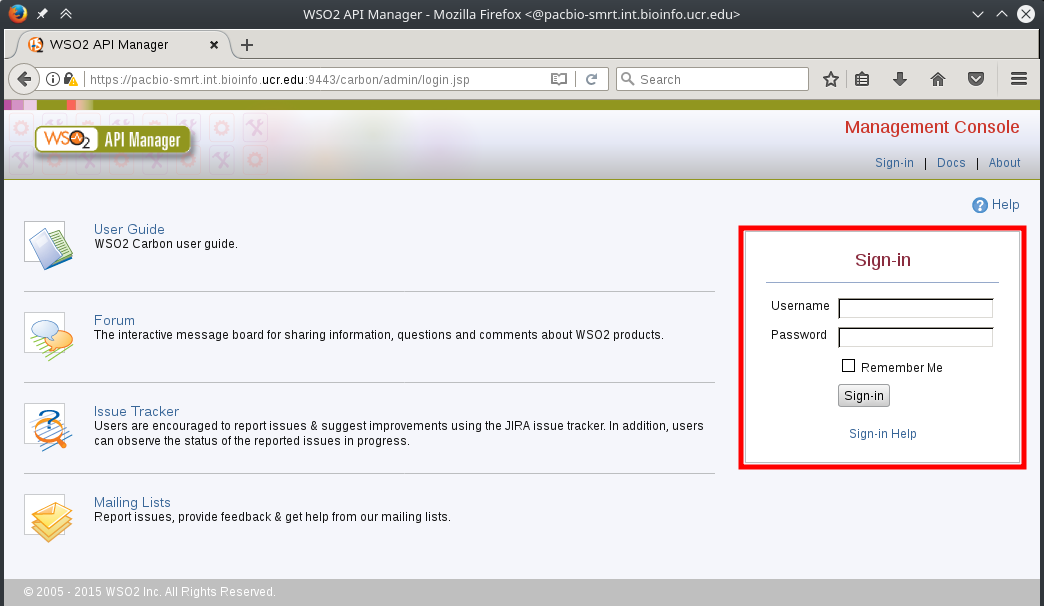 WSO2 API Manager - Mozilla Firefox <@pacbio-smrt.int.bioinfo.ucr.edu>
WSO2 API Manager
https://pacbio-smrt.int.bioinfo.ucr.edu:9443/carbon/admin/login.jsp
Search
WSO2 API Manager
Management Console
Sign-in | Docs | About
Help
User Guide
WSO2 Carbon user guide.
Forum
The interactive message board for sharing information, questions and comments about WSO2 products.
Issue Tracker
Users are encouraged to report issues & suggest improvements using the JIRA issue tracker. In addition, users
can observe the status of the reported issues in progress.
Mailing Lists
Report issues, provide feedback & get help from our mailing lists.
Sign-in
Username
Password
Remember Me
Sign-in
Sign-in Help
© 2005 - 2015 WSO2 Inc. All Rights Reserved.